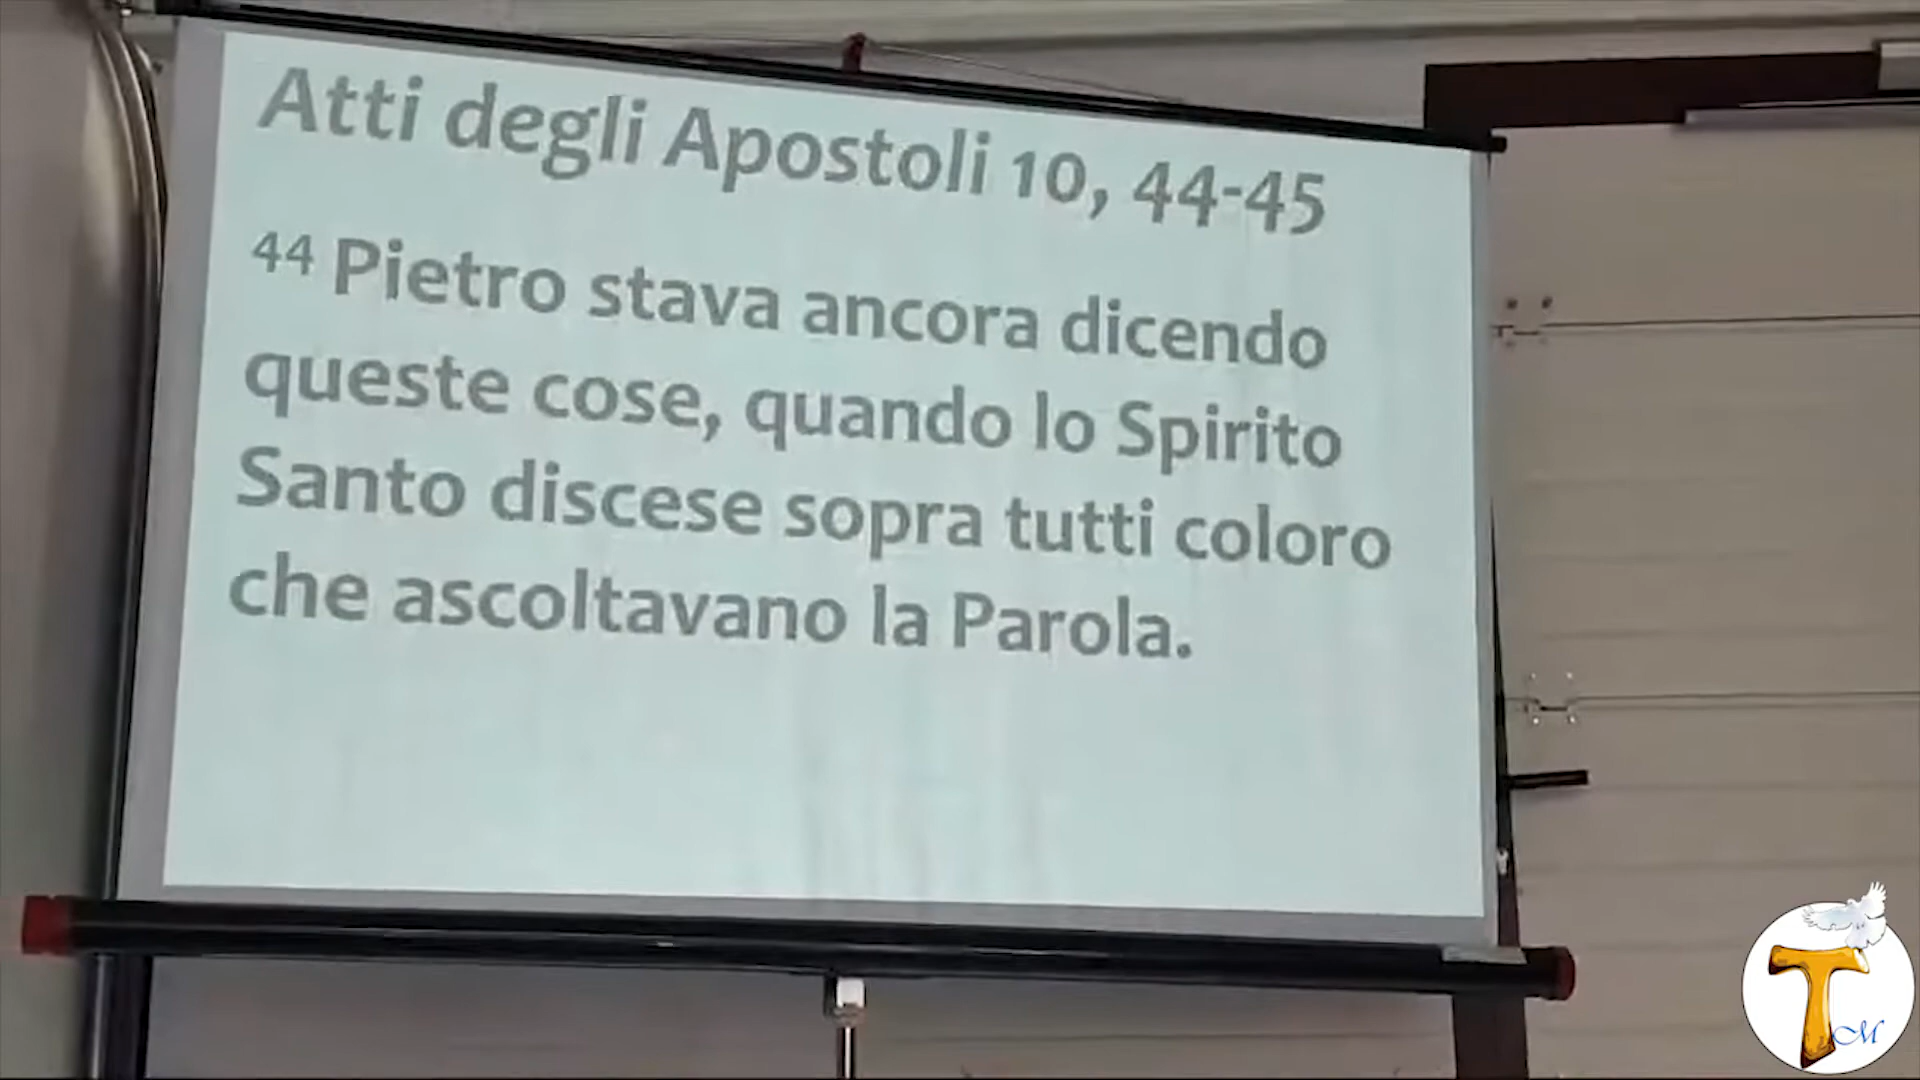 Atti degli Apostoli 10, 44-45
44 Pietro stava ancora dicendo
queste cose, quando lo Spirito
Santo discese sopra tutti coloro
che ascoltavano la Parola.
M